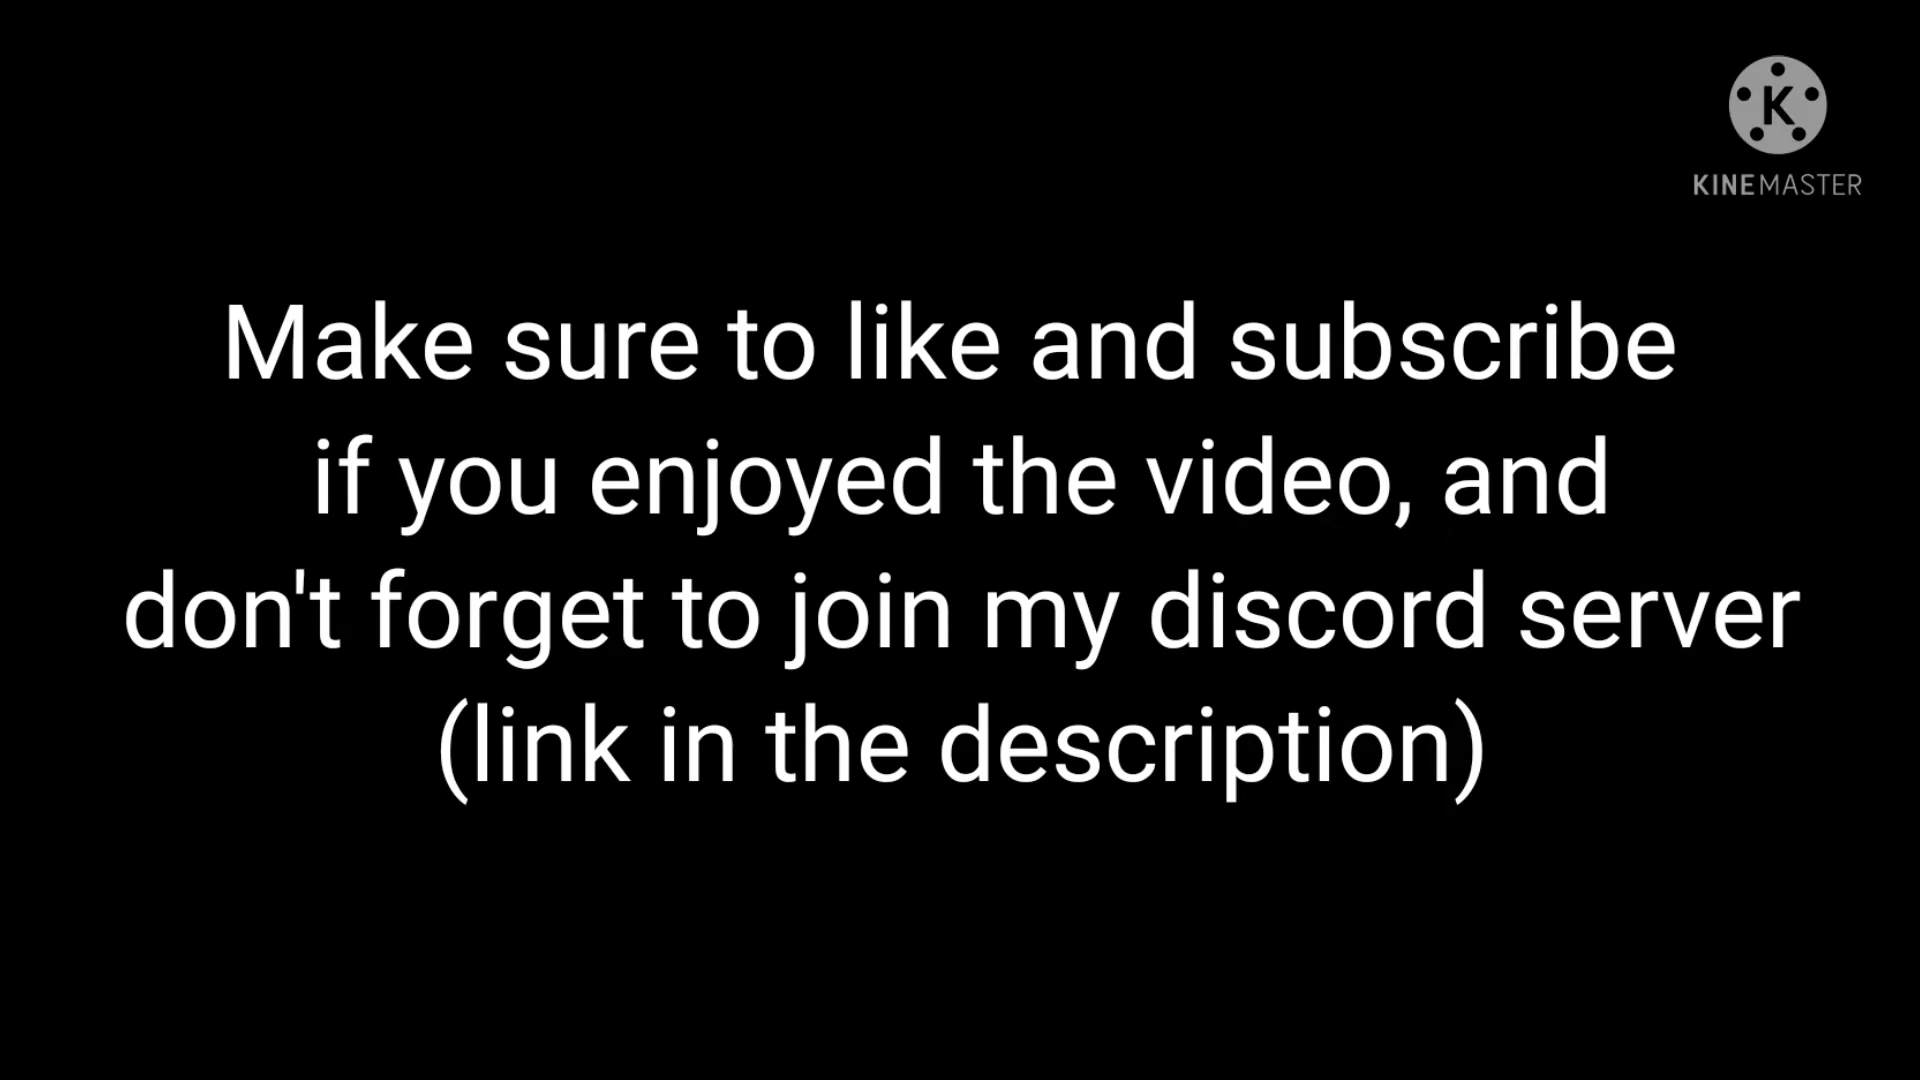 K
KINEMASTER
Make sure to like and subscribe
if you enjoyed the video, and
don't forget to join my discord server
(link in the description)